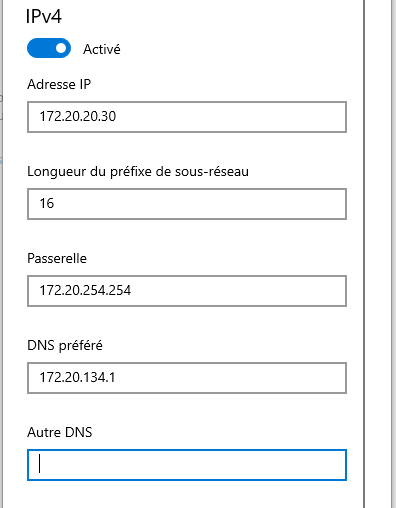 IPv4
Activé
Adresse IP
172.20.20.30
Longueur du préfixe de sous-réseau
16
Passerelle
172.20.254.254
DNS préféré
172.20.134.1
Autre DNS